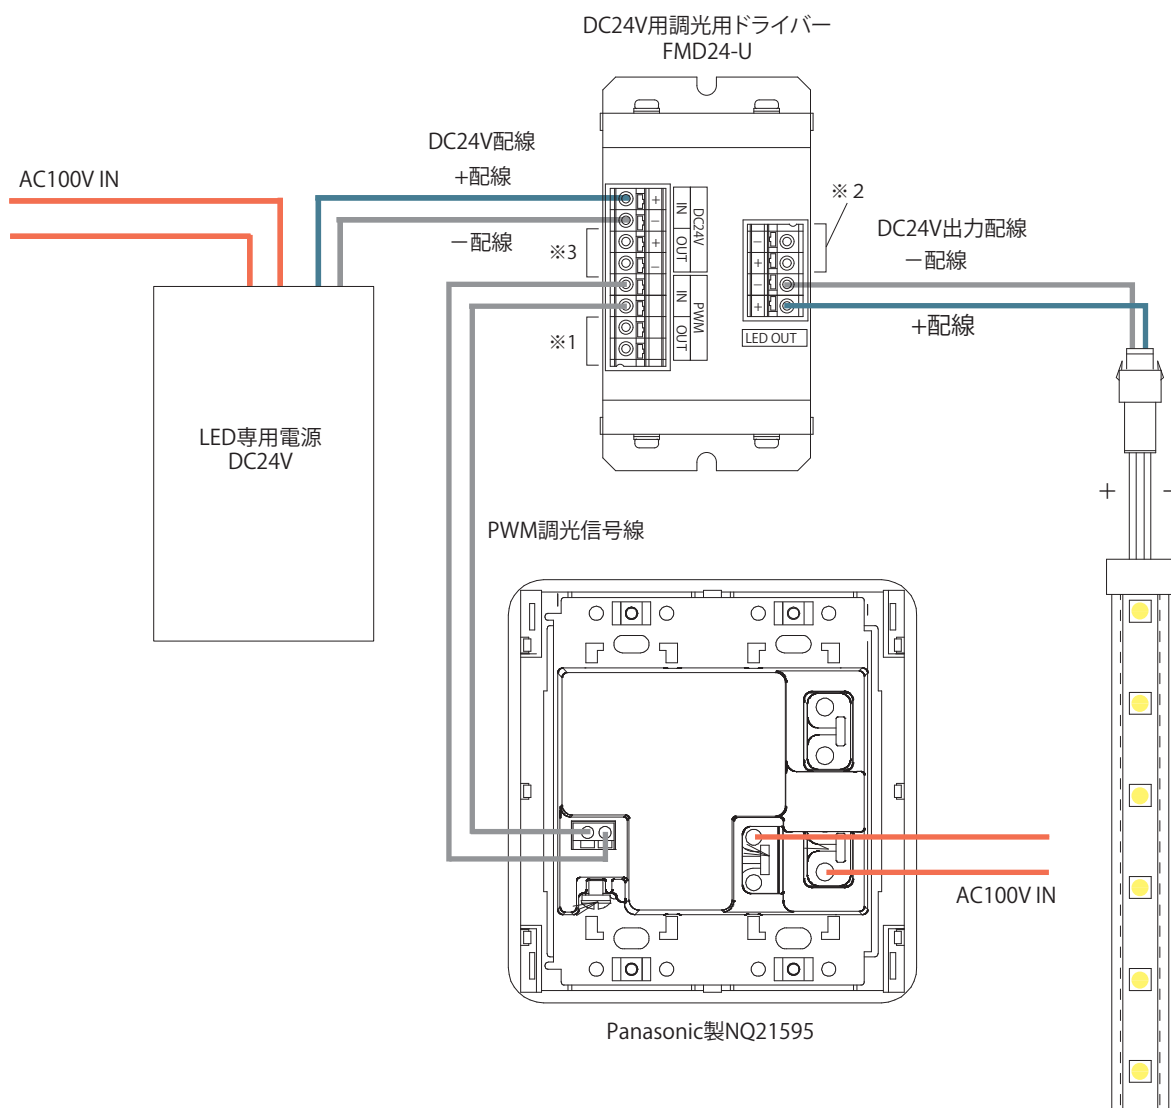 DC24V用調光用ドライバー
FMD24-U
DC24V配線
+配線
AC100V IN
※2
DC24V出力配線
ー配線
ー配線
※3
+配線
※1
+
−
+
−
IN
OUT
DC24V
IN
OUT
PWM
−
+
−
+
LED OUT
LED専用電源
DC24V
+
−
PWM調光信号線
AC100V IN
Panasonic製NQ21595